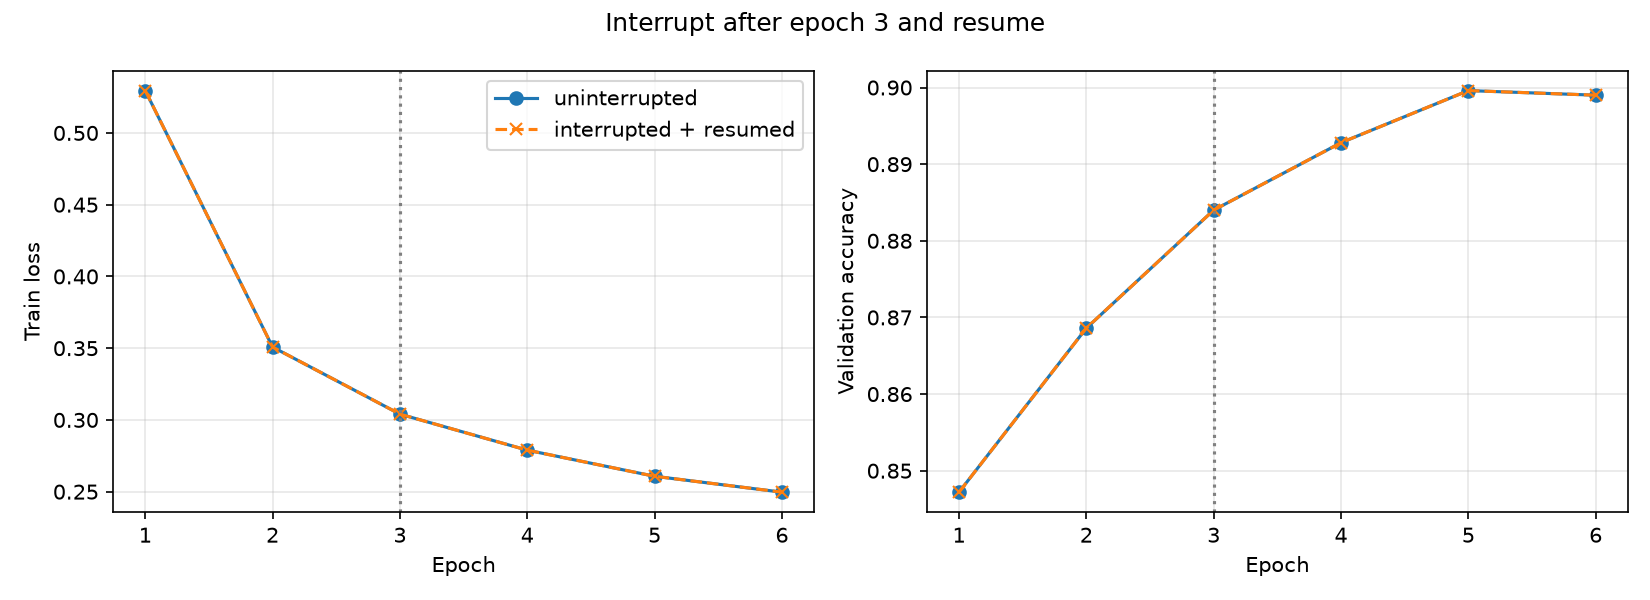 Interrupt after epoch 3 and resume
Train loss
0.50
0.45
0.40
0.35
0.30
0.25
uninterrupted
interrupted + resumed
1 2 3 4 5 6
Epoch
Validation accuracy
0.90
0.89
0.88
0.87
0.86
0.85
1 2 3 4 5 6
Epoch